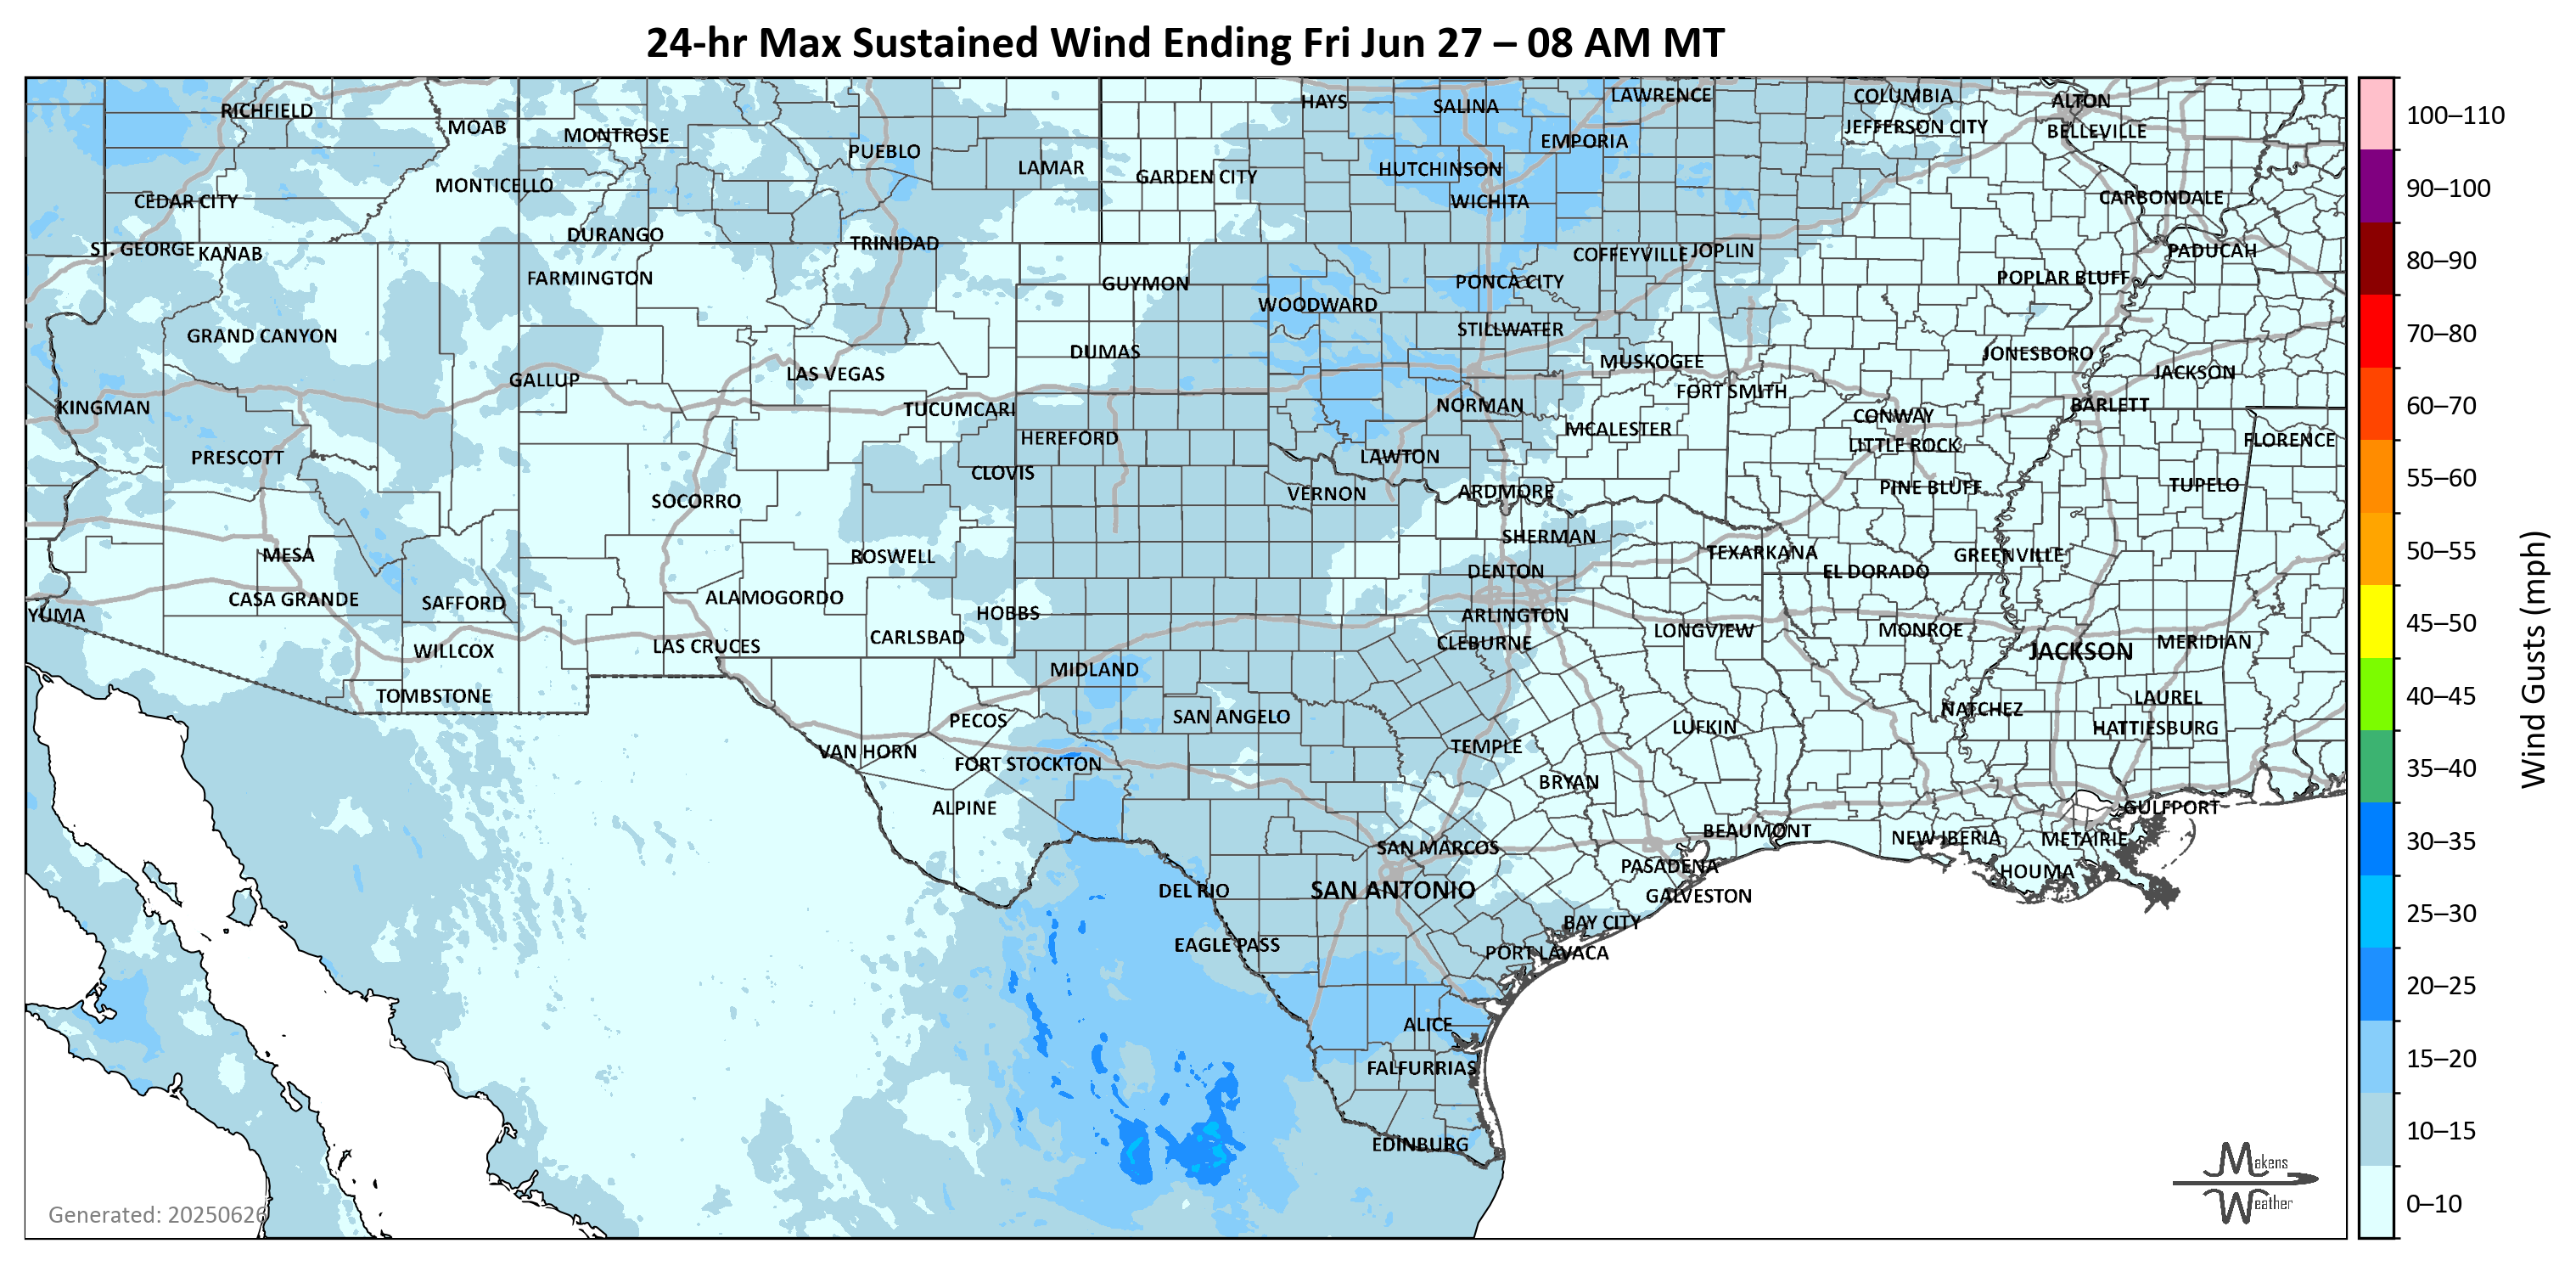 24-hr Max Sustained Wind Ending Fri Jun 27 – 08 AM MT
RICHFIELD
MOAB
MONTROSE
PUEBLO
LAMAR
GARDEN CITY
HAYS
SALINA
LAWRENCE
EMPORIA
HUTCHINSON
WICHITA
COLUMBIA
JEFFERSON CITY
ALTON
BELLEVILLE
CARBONDALE
MONTICELLO
CEDAR CITY
ST. GEORGE
KANAB
DURANGO
TRINIDAD
FARMINGTON
GUYMON
WOODWARD
PONCA CITY
COFFEYVILLE
JOPLIN
POPLAR BLUFF
PADUCAH
GRAND CANYON
STILLWATER
DUMAS
MUSKOGEE
JONESBORO
JACKSON
GALLUP
LAS VEGAS
FORT SMITH
KINGMAN
TUCUMCARI
NORMAN
CONWAY
BARLETT
HEREFORD
MCALESTER
LITTLE ROCK
FLORENCE
PRESCOTT
CLOVIS
LAWTON
SOCORRO
VERNON
ARDMORE
PINE BLUFF
TUPELO
MESA
ROSWELL
SHERMAN
TEXARKANA
GREENVILLE
DENTON
EL DORADO
YUMA
CASA GRANDE
SAFFORD
ALAMOGORDO
HOBBS
ARLINGTON
WILLCOX
LAS CRUCES
CARLSBAD
CLEBURNE
LONGVIEW
MONROE
JACKSON
MERIDIAN
TOMBSTONE
MIDLAND
PECOS
SAN ANGELO
LUFKIN
NATCHEZ
LAUREL
HATTIESBURG
VAN HORN
FORT STOCKTON
TEMPLE
BRYAN
ALPINE
BEAUMONT
NEW IBERIA
METAIRIE
GULFPORT
SAN MARCOS
PASADENA
HOUMA
DEL RIO
SAN ANTONIO
GALVESTON
EAGLE PASS
BAY CITY
PORT LAVACA
ALICE
FALFURRIAS
EDINBURG
Generated: 20250626
Makens
Weather
100–110
90–100
80–90
70–80
60–70
55–60
50–55
45–50
40–45
35–40
30–35
25–30
20–25
15–20
10–15
0–10
Wind Gusts (mph)